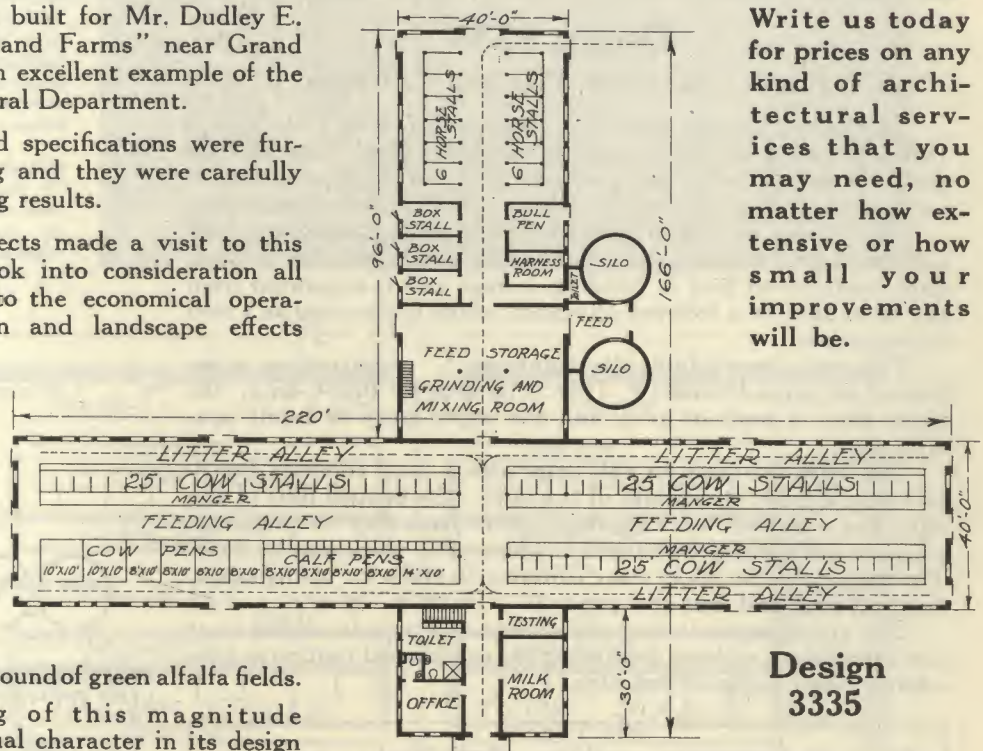 built for Mr. Dudley E.
and Farms" near Grand
n excellent example of the
ral Department.
d specifications were fur-
g and they were carefully
g results.
ects made a visit to this
ok into consideration all
to the economical opera-
n and landscape effects
ound of green alfalfa fields.
g of this magnitude
ual character in its design
Write us today
for prices on any
kind of archi-
tectural serv-
ices that you
may need, no
matter how ex-
tensive or how
small your
improvements
will be.
40'-0"
96'-0"
166'-0"
6 HORSE STALLS
6 HORSE STALLS
BOX STALL
BOX STALL
BOX STALL
BULL PEN
HARNESS ROOM
TOILET
SILO
FEED
SILO
FEED STORAGE
GRINDING AND
MIXING ROOM
220'
LITTER ALLEY
LITTER ALLEY
25 COW STALLS
25 COW STALLS
MANGER
MANGER
FEEDING ALLEY
FEEDING ALLEY
COW PENS
CALF PENS
10'X10' 10'X10' 8'X10' 8'X10' 8'X10' 8'X10' 8'X10' 8'X10' 8'X10' 8'X10' 14'X10'
MANGER
25 COW STALLS
LITTER ALLEY
40'-0"
TOILET
OFFICE
TESTING
MILK ROOM
30'-0"
Design
3335